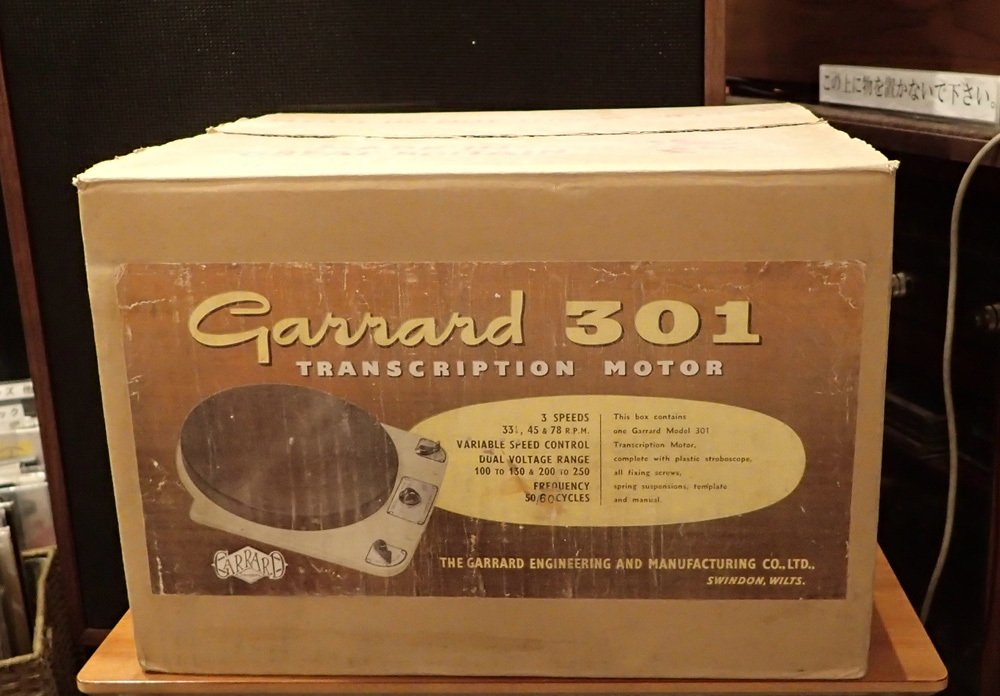 この上に物を置かないで下さい。
Garrard 301
TRANSCRIPTION MOTOR
3 SPEEDS
33⅓, 45 & 78 R.P.M.
VARIABLE SPEED CONTROL
DUAL VOLTAGE RANGE
100 TO 130 & 200 TO 250
FREQUENCY
50/60 CYCLES
This box contains
one Garrard Model 301
Transcription Motor,
complete with plastic stroboscope,
all fixing screws,
spring suspensions, template
and manual.
GARRARD
THE GARRARD ENGINEERING AND MANUFACTURING CO., LTD.,
SWINDON, WILTS.